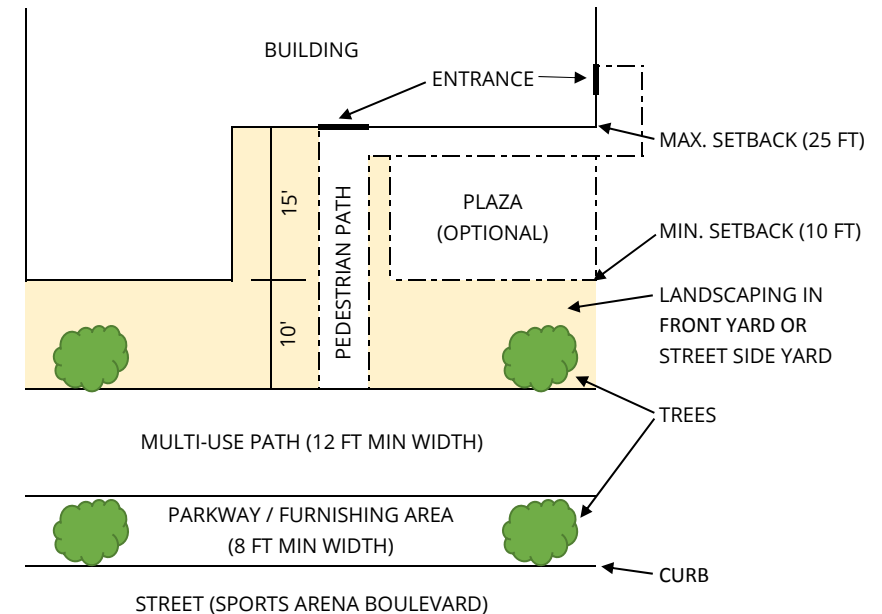 BUILDING
ENTRANCE
MAX. SETBACK (25 FT)
15'
PEDESTRIAN PATH
PLAZA
(OPTIONAL)
MIN. SETBACK (10 FT)
10'
LANDSCAPING IN
FRONT YARD OR
STREET SIDE YARD
TREES
MULTI-USE PATH (12 FT MIN WIDTH)
PARKWAY / FURNISHING AREA
(8 FT MIN WIDTH)
CURB
STREET (SPORTS ARENA BOULEVARD)